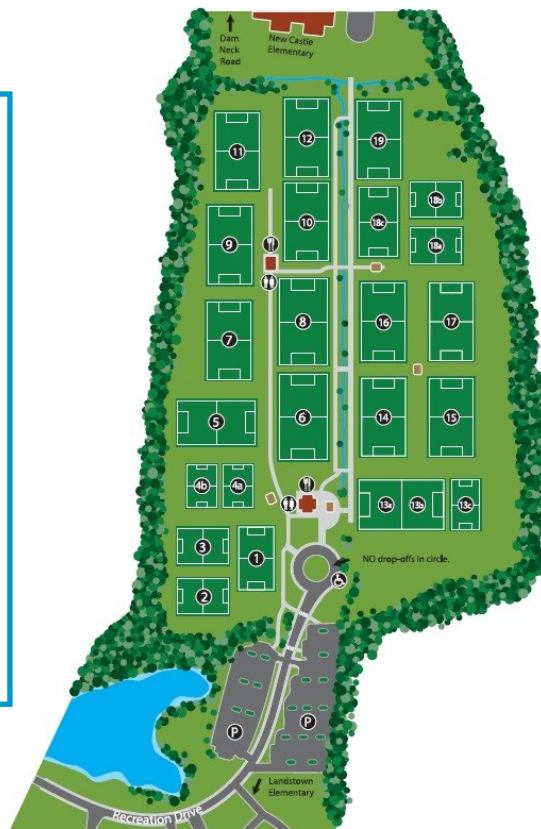 Dam
Neck
Road
New Castle
Elementary
11
12
19
18c
18b
18a
9
10
7
8
16
17
5
6
14
15
4b
4a
13a
13b
13c
3
1
2
NO drop-offs in circle.
P
P
Landstown
Elementary
Recreation Drive